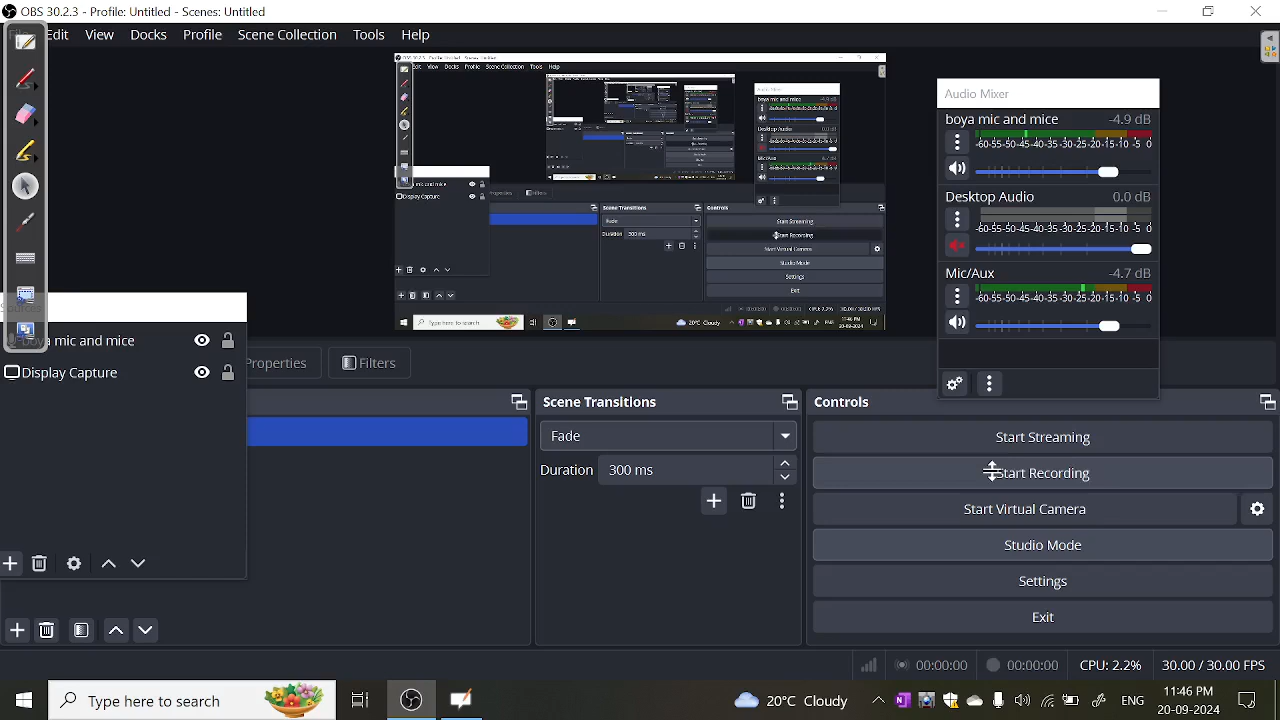 OBS 30.2.3 - Profile: Untitled - Scenes: Untitled
Edit View Docks Profile Scene Collection Tools Help
Audio Mixer
boya mic and mice -4.9 dB
-60 -55 -50 -45 -40 -35 -30 -25 -20 -15 -10 -5 0
Desktop Audio 0.0 dB
-60 -55 -50 -45 -40 -35 -30 -25 -20 -15 -10 -5 0
Mic/Aux -4.7 dB
-60 -55 -50 -45 -40 -35 -30 -25 -20 -15 -10 -5 0
mic and mice
Display Capture
Properties Filters
Scene Transitions
Fade
Duration 300 ms
Controls
Start Streaming
Start Recording
Start Virtual Camera
Studio Mode
Settings
Exit
00:00:00 00:00:00 CPU: 2.2% 30.00 / 30.00 FPS
Type here to search
20°C Cloudy
ENG
11:46 PM
20-09-2024